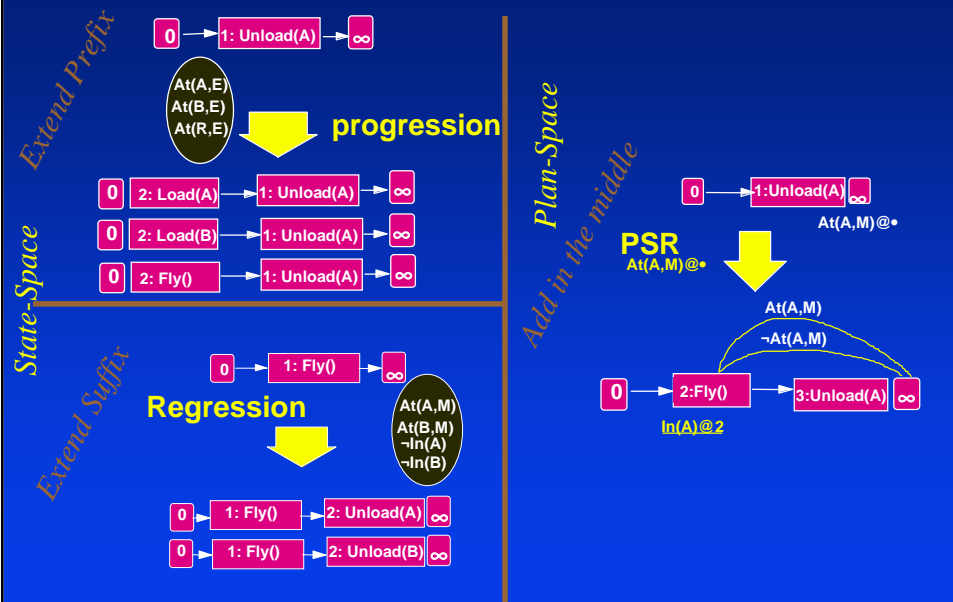 Extend Prefix
0 1: Unload(A) ∞
At(A,E)
At(B,E)
At(R,E)
progression
0 2: Load(A) 1: Unload(A) ∞
0 2: Load(B) 1: Unload(A) ∞
0 2: Fly() 1: Unload(A) ∞
State-Space
Extend Suffix
0 1: Fly() ∞
Regression
At(A,M)
At(B,M)
¬In(A)
¬In(B)
0 1: Fly() 2: Unload(A) ∞
0 1: Fly() 2: Unload(B) ∞
Plan-Space
Add in the middle
0 1:Unload(A) ∞
At(A,M)@•
PSR
At(A,M)@•
At(A,M)
¬At(A,M)
0 2:Fly() 3:Unload(A) ∞
In(A)@2